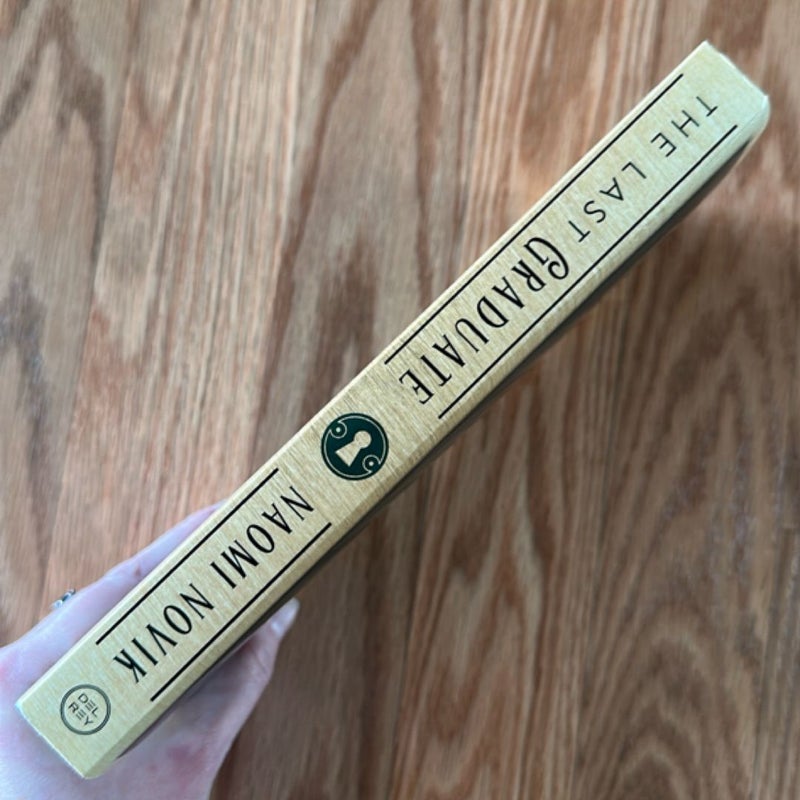 THE LAST
GRADUATE
NAOMI NOVIK
DEL
REY